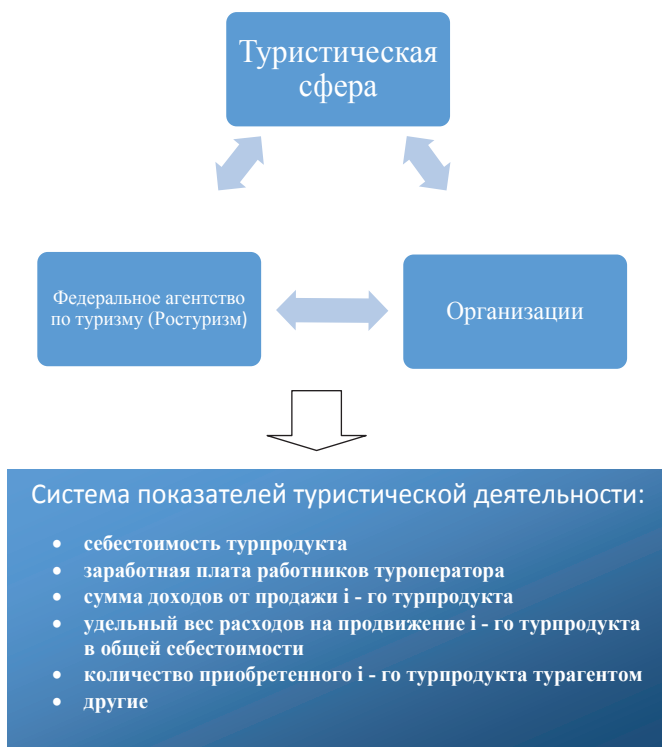 Туристическая
сфера
Федеральное агентство
по туризму (Ростуризм)
Организации
Система показателей туристической деятельности:
• себестоимость турпродукта
• заработная плата работников туроператора
• сумма доходов от продажи i - го турпродукта
• удельный вес расходов на продвижение i - го турпродукта
в общей себестоимости
• количество приобретенного i - го турпродукта турагентом
• другие